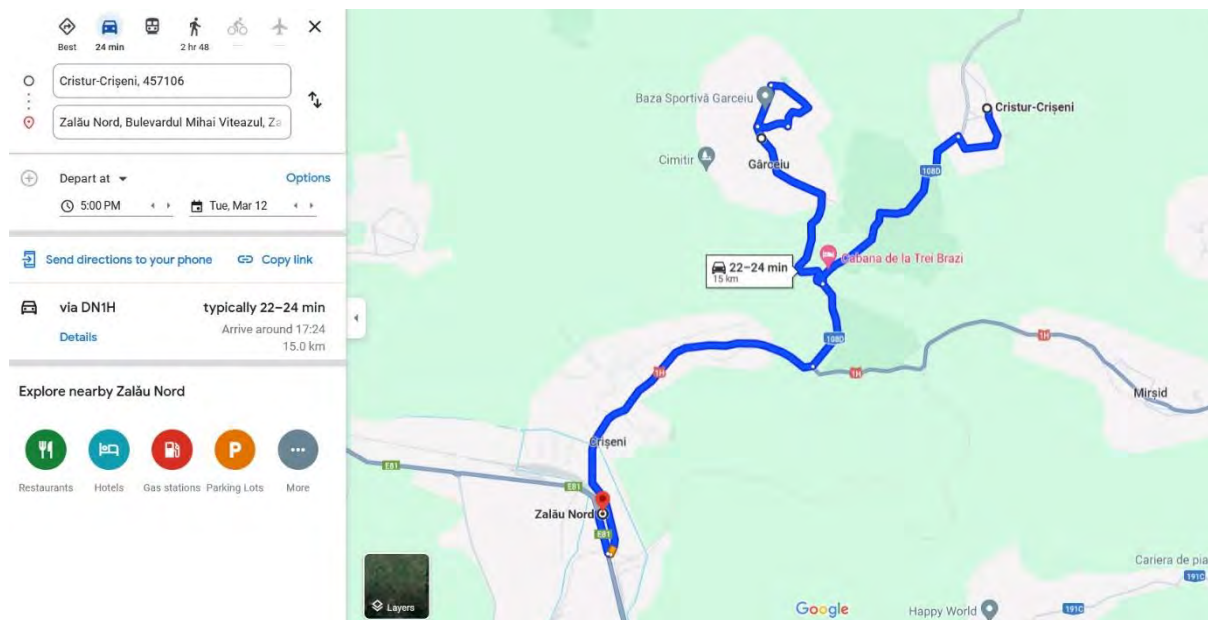 Best
24 min
2 hr 48
Cristur-Crișeni, 457106
Zalău Nord, Bulevardul Mihai Viteazul, Za
Depart at
Options
5:00 PM
Tue, Mar 12
Send directions to your phone
Copy link
via DN1H
typically 22–24 min
Details
Arrive around 17:24
15.0 km
Explore nearby Zalău Nord
Restaurants
Hotels
Gas stations
Parking Lots
More
P
Baza Sportivă Garceiu
Cristur-Crișeni
Cimitir
Gârceiu
108D
Cabana de la Trei Brazi
22–24 min
15 km
108D
1H
1H
1H
Mirșid
Crișeni
E81
E81
Zalău Nord
E81
Cariera de pia
191C
191C
Layers
Google
Happy World